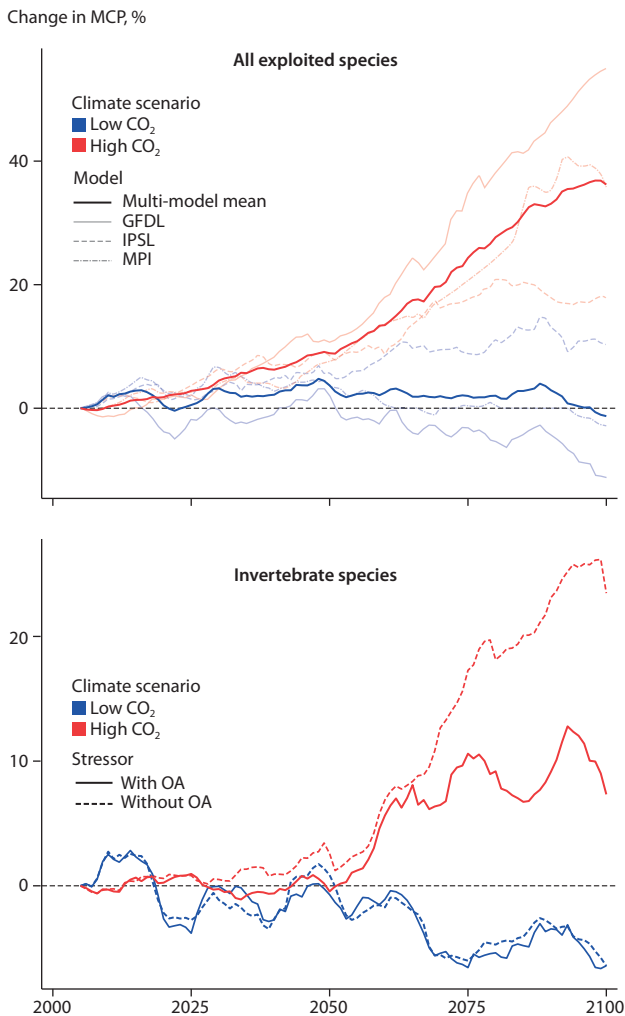 Change in MCP, %
All exploited species
Climate scenario
Low CO₂
High CO₂
Model
Multi-model mean
GFDL
IPSL
MPI
40
20
0
Invertebrate species
Climate scenario
Low CO₂
High CO₂
Stressor
With OA
Without OA
20
10
0
2000 2025 2050 2075 2100